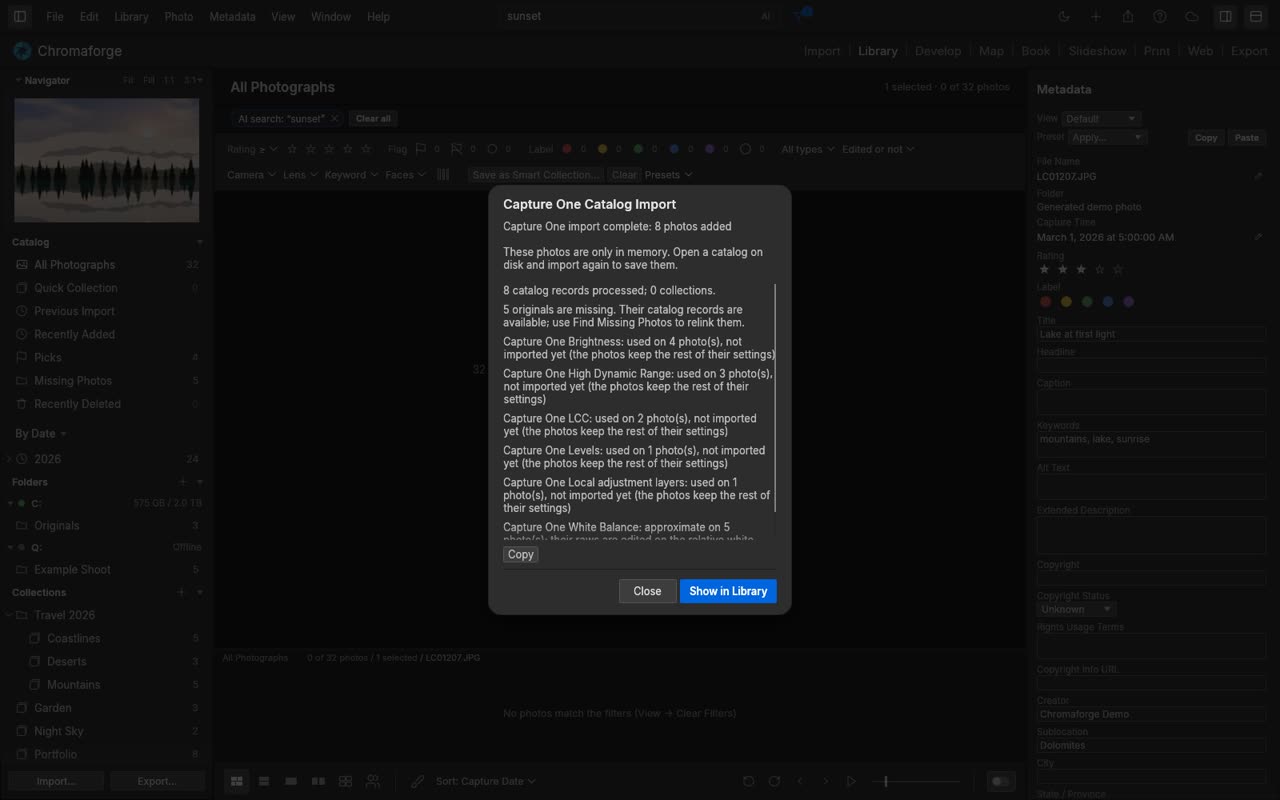 File Edit Library Photo Metadata View Window Help
sunset
AI
Chromaforge
Import Library Develop Map Book Slideshow Print Web Export
Navigator
Fit Fill 1:1
All Photographs
1 selected · 0 of 32 photos
Metadata
AI search: "sunset"
Clear all
View Default
Preset Apply...
Copy
Paste
Rating ≥
Flag 0 0 0
Label 0 0 0 0 0 0
All types
Edited or not
Camera Lens Keyword Faces
Save as Smart Collection...
Clear
Presets
Catalog
All Photographs 32
Quick Collection 0
Previous Import
Recently Added
Picks 4
Missing Photos 5
Recently Deleted 0
By Date
2026 24
Folders
C: 575 GB / 2.0 TB
Originals 3
Q: Offline
Example Shoot 5
Collections
Travel 2026
Coastlines 5
Deserts 3
Mountains 5
Garden 3
Night Sky 2
Portfolio 8
Import...
Export...
Capture One Catalog Import
Capture One import complete: 8 photos added
These photos are only in memory. Open a catalog on
disk and import again to save them.
8 catalog records processed; 0 collections.
5 originals are missing. Their catalog records are
available; use Find Missing Photos to relink them.
Capture One Brightness: used on 4 photo(s), not
imported yet (the photos keep the rest of their settings)
Capture One High Dynamic Range: used on 3 photo(s),
not imported yet (the photos keep the rest of their
settings)
Capture One LCC: used on 2 photo(s), not imported
yet (the photos keep the rest of their settings)
Capture One Levels: used on 1 photo(s), not imported
yet (the photos keep the rest of their settings)
Capture One Local adjustment layers: used on 1
photo(s), not imported yet (the photos keep the rest of
their settings)
Capture One White Balance: approximate on 5
photo(s); their raws are edited on the relative white
Copy
Close
Show in Library
32
All Photographs 0 of 32 photos / 1 selected / LC01207.JPG
No photos match the filters (View → Clear Filters)
Sort: Capture Date
File Name
LC01207.JPG
Folder
Generated demo photo
Capture Time
March 1, 2026 at 5:00:00 AM
Rating
Label
Title
Lake at first light
Headline
Caption
Keywords
mountains, lake, sunrise
Alt Text
Extended Description
Copyright
Copyright Status
Unknown
Rights Usage Terms
Copyright Info URL
Creator
Chromaforge Demo
Sublocation
Dolomites
City
State / Province